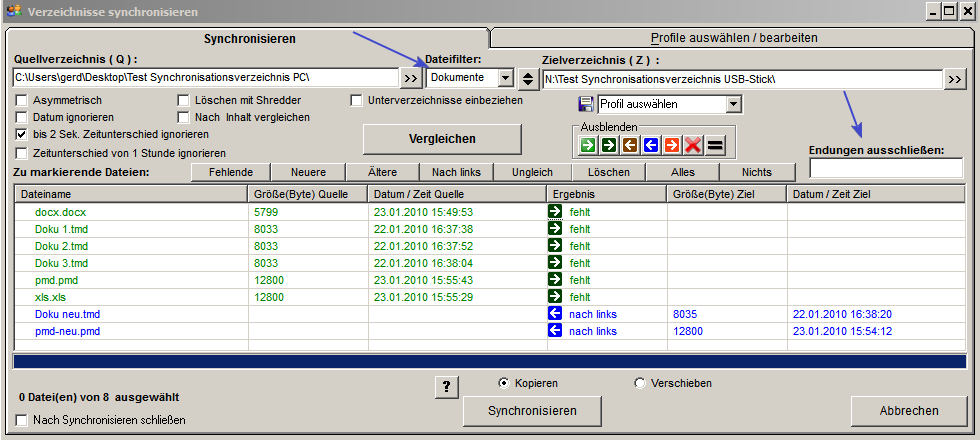 Verzeichnisse synchronisieren
Synchronisieren
Profile auswählen / bearbeiten
Quellverzeichnis ( Q ) :
Dateifilter:
Zielverzeichnis ( Z ) :
C:\Users\gerd\Desktop\Test Synchronisationsverzeichnis PC\
>>
Dokumente
N:\Test Synchronisationsverzeichnis USB-Stick\
>>
Asymmetrisch
Löschen mit Shredder
Unterverzeichnisse einbeziehen
Profil auswählen
Datum ignorieren
Nach Inhalt vergleichen
bis 2 Sek. Zeitunterschied ignorieren
Vergleichen
Ausblenden
Zeitunterschied von 1 Stunde ignorieren
Endungen ausschließen:
Zu markierende Dateien:
Fehlende
Neuere
Ältere
Nach links
Ungleich
Löschen
Alles
Nichts
Dateiname Größe(Byte) Quelle Datum / Zeit Quelle Ergebnis Größe(Byte) Ziel Datum / Zeit Ziel
docx.docx 5799 23.01.2010 15:49:53 fehlt
Doku 1.tmd 8033 22.01.2010 16:37:38 fehlt
Doku 2.tmd 8033 22.01.2010 16:37:52 fehlt
Doku 3.tmd 8033 22.01.2010 16:38:04 fehlt
pmd.pmd 12800 23.01.2010 15:55:43 fehlt
xls.xls 12800 23.01.2010 15:55:29 fehlt
Doku neu.tmd nach links 8035 22.01.2010 16:38:20
pmd-neu.pmd nach links 12800 23.01.2010 15:54:12
?
Kopieren
Verschieben
0 Datei(en) von 8 ausgewählt
Synchronisieren
Abbrechen
Nach Synchronisieren schließen